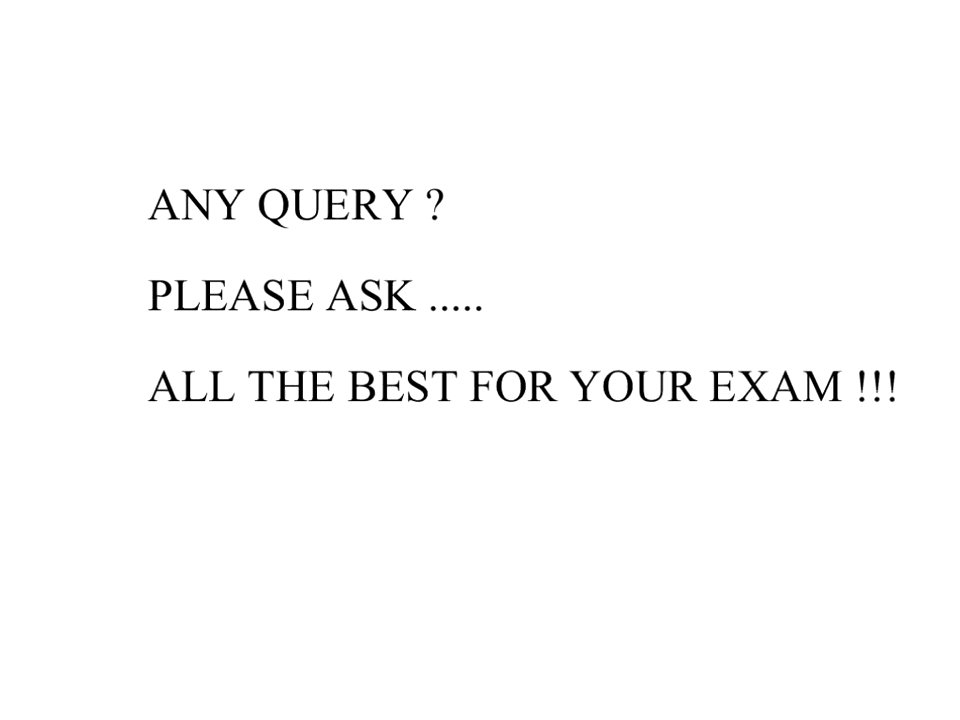 ANY QUERY ?
PLEASE ASK .....
ALL THE BEST FOR YOUR EXAM !!!